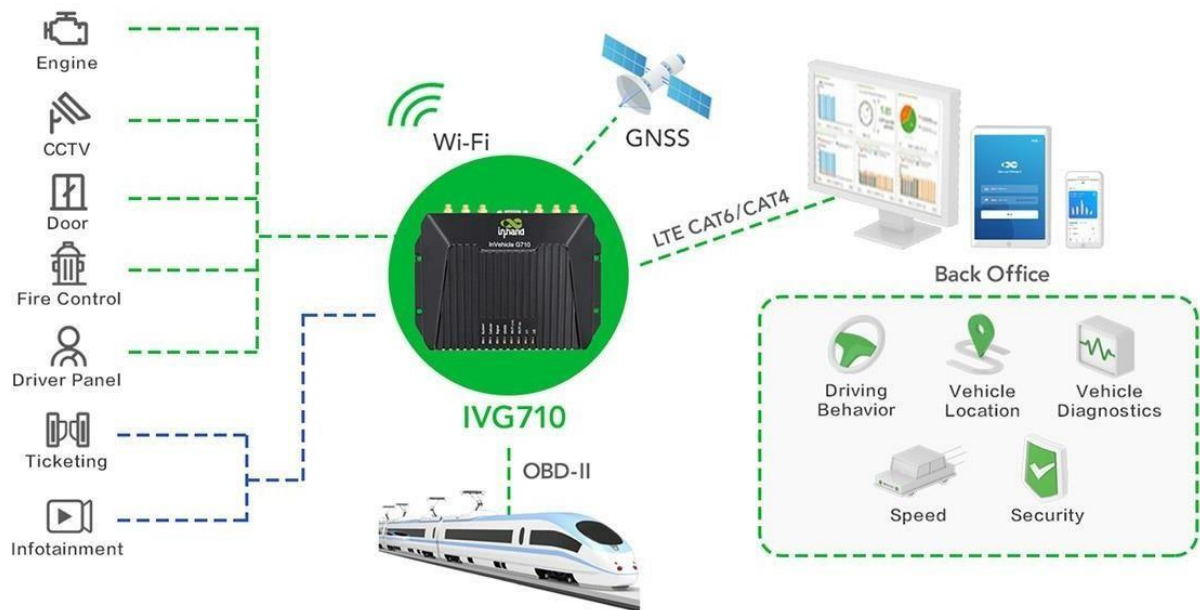 Engine
CCTV
Door
Fire Control
Driver Panel
Ticketing
Infotainment
Wi-Fi
GNSS
inhand
InVehicle G710
IVG710
OBD-II
LTE CAT6/CAT4
Back Office
Driving
Behavior
Vehicle
Location
Vehicle
Diagnostics
Speed
Security